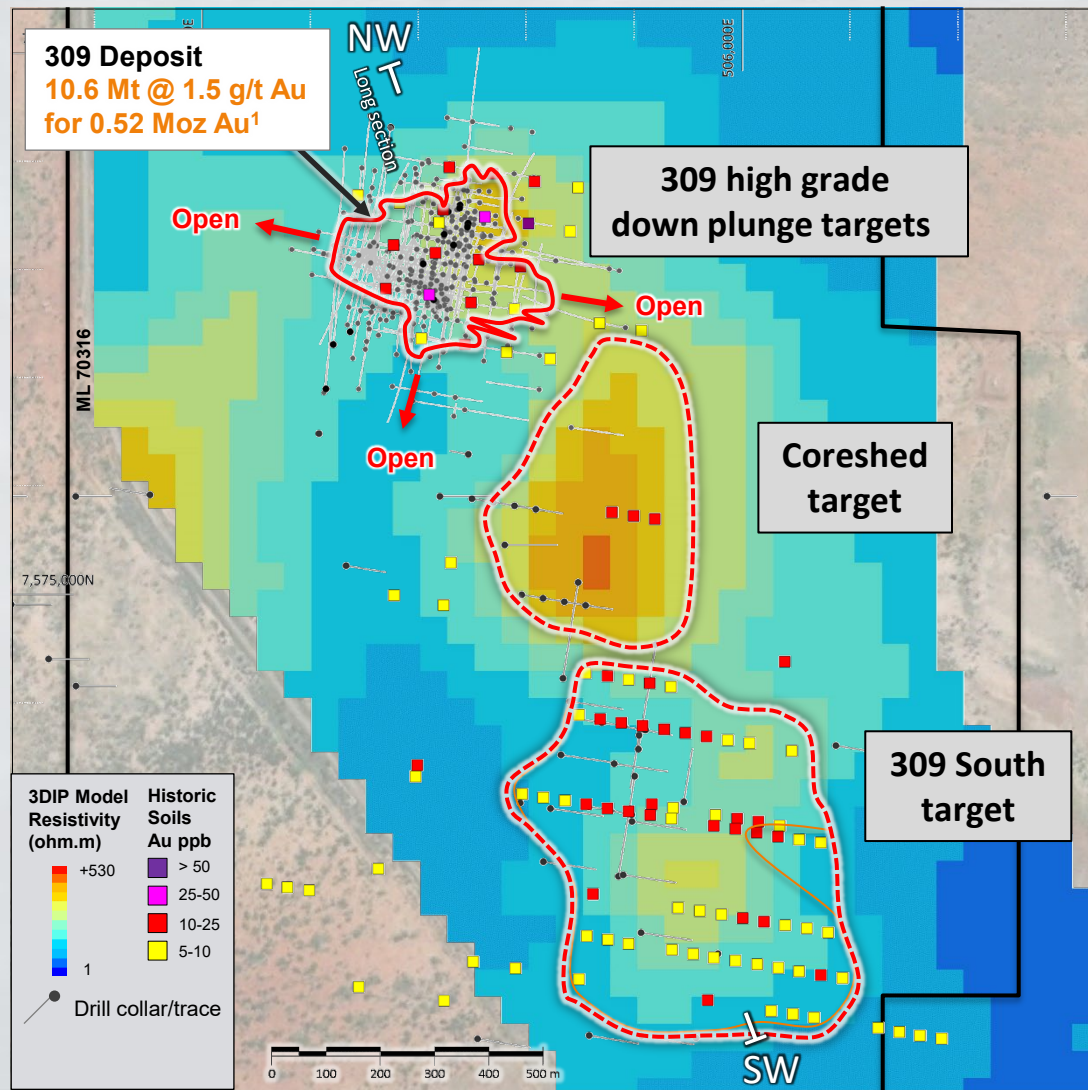 309 Deposit
10.6 Mt @ 1.5 g/t Au
for 0.52 Moz Au¹
NW
Long section
506,000E
309 high grade
down plunge targets
Open
Open
Open
ML 70316
Coreshed
target
7,575,000N
309 South
target
3DIP Model
Resistivity
(ohm.m)
+530
1
Historic
Soils
Au ppb
> 50
25-50
10-25
5-10
Drill collar/trace
0 100 200 300 400 500 m
SW